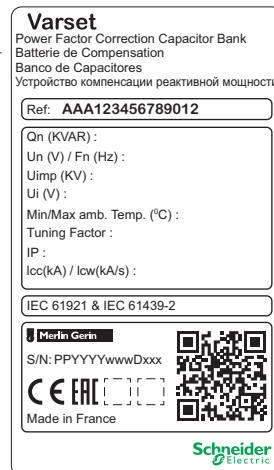 Varset
Power Factor Correction Capacitor Bank
Batterie de Compensation
Banco de Capacitores
Устройство компенсации реактивной мощности
Ref: AAA123456789012
Qn (KVAR) :
Un (V) / Fn (Hz) :
Uimp (KV) :
Ui (V) :
Min/Max amb. Temp. (⁰C) :
Tuning Factor :
IP :
Icc(kA) / Icw(kA/s) :
IEC 61921 & IEC 61439-2
Merlin Gerin
S/N: PPYYYYwwwDxxx
CE EAC
Made in France
Schneider
Electric